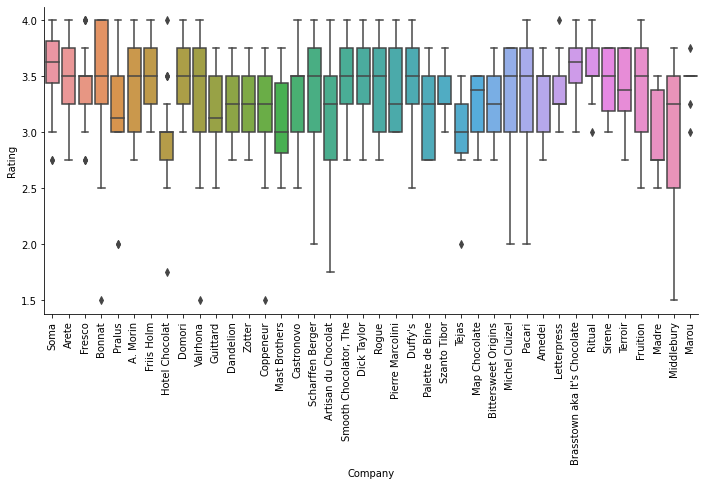 4.0
3.5
3.0
2.5
2.0
1.5
Rating
Soma
Arete
Fresco
Bonnat
Pralus
A. Morin
Friis Holm
Hotel Chocolat
Domori
Valrhona
Guittard
Dandelion
Zotter
Coppeneur
Mast Brothers
Castronovo
Scharffen Berger
Artisan du Chocolat
Smooth Chocolator, The
Dick Taylor
Rogue
Pierre Marcolini
Duffy's
Palette de Bine
Szanto Tibor
Tejas
Map Chocolate
Bittersweet Origins
Michel Cluizel
Pacari
Amedei
Letterpress
Brasstown aka It's Chocolate
Ritual
Sirene
Terroir
Fruition
Madre
Middlebury
Marou
Company